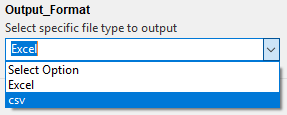 Output_Format
Select specific file type to output
Excel
Select Option
Excel
csv